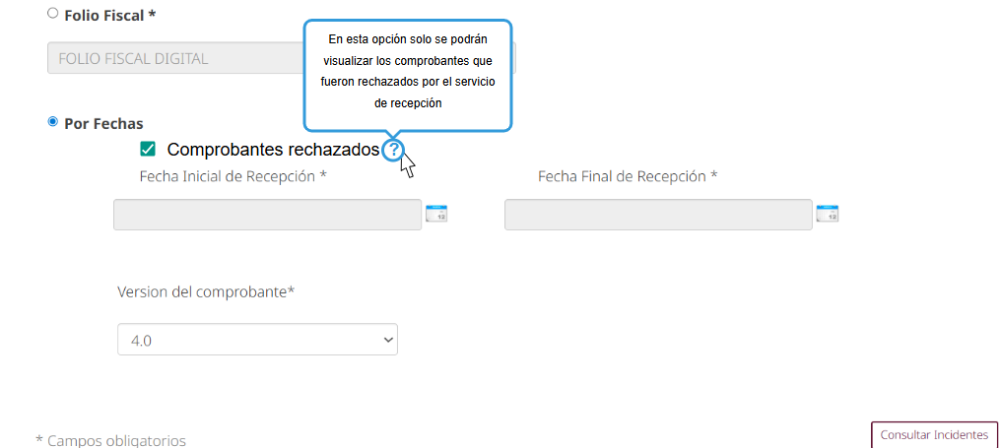 Folio Fiscal *
FOLIO FISCAL DIGITAL
En esta opción solo se podrán
visualizar los comprobantes que
fueron rechazados por el servicio
de recepción
Por Fechas
Comprobantes rechazados ?
Fecha Inicial de Recepción *
Fecha Final de Recepción *
12
12
Version del comprobante*
4.0
* Campos obligatorios
Consultar Incidentes